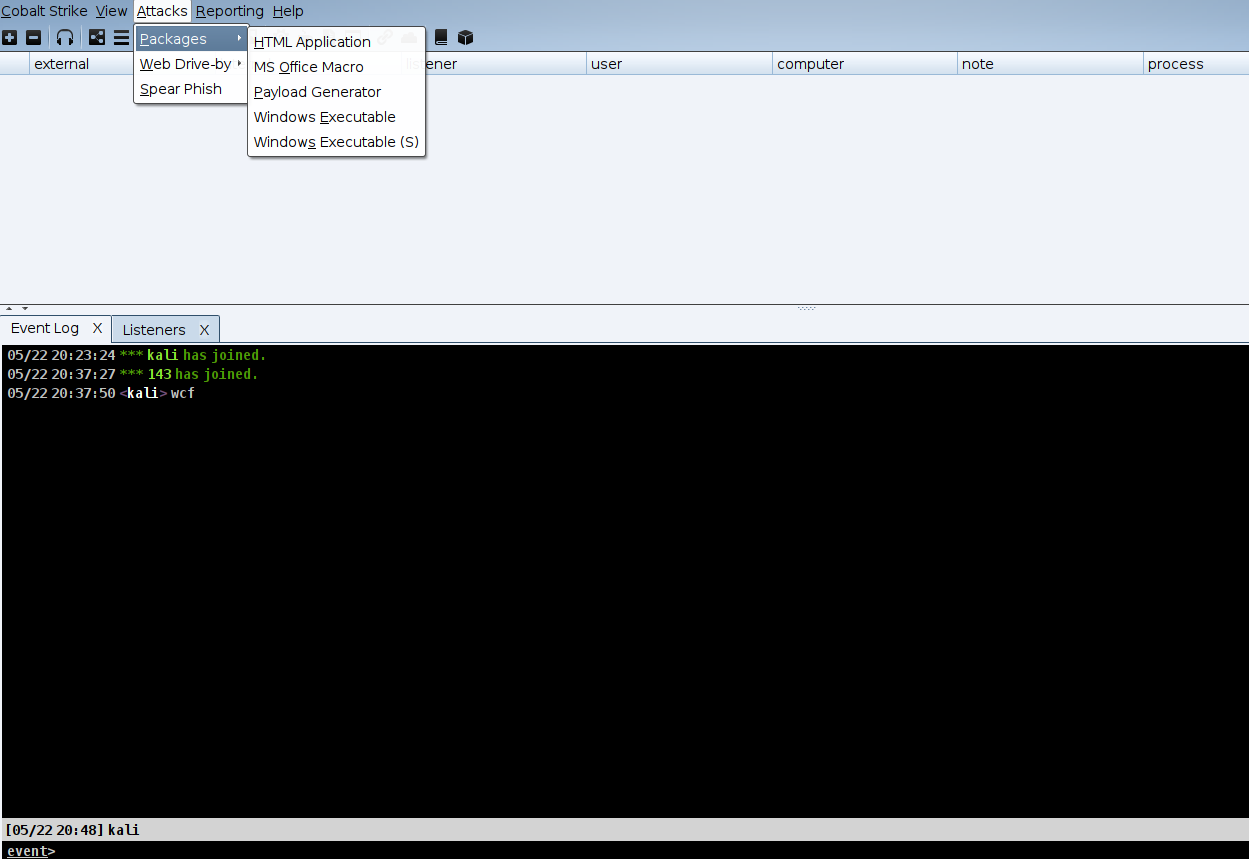 Cobalt Strike View Attacks Reporting Help
Packages
Web Drive-by
Spear Phish
HTML Application
MS Office Macro
Payload Generator
Windows Executable
Windows Executable (S)
external listener user computer note process
Event Log X Listeners X
05/22 20:23:24 *** kali has joined.
05/22 20:37:27 *** 143 has joined.
05/22 20:37:50 <kali> wcf
[05/22 20:48] kali
event>